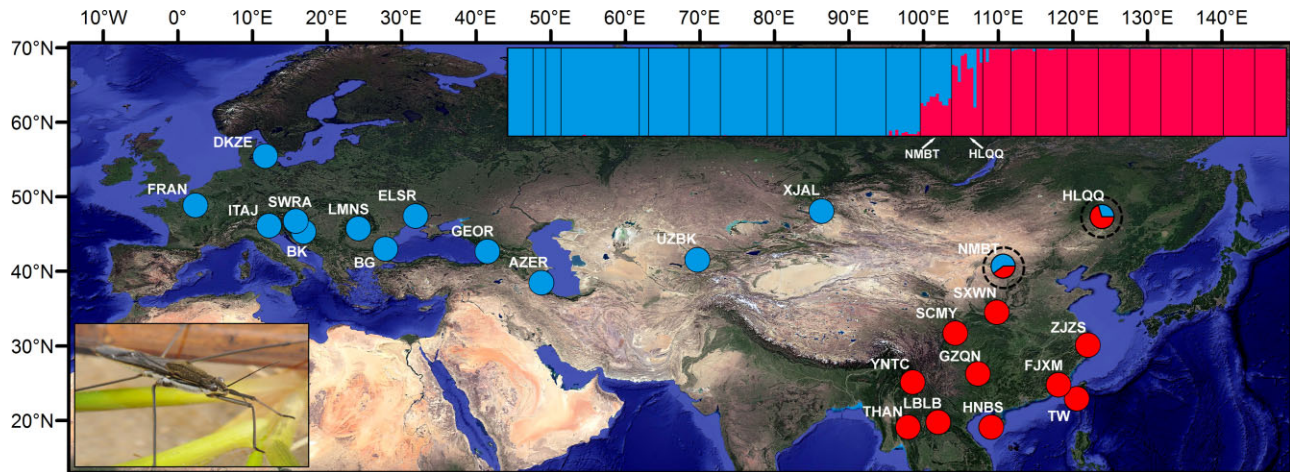 10°W 0° 10°E 20°E 30°E 40°E 50°E 60°E 70°E 80°E 90°E 100°E 110°E 120°E 130°E 140°E
70°N
60°N
50°N
40°N
30°N
20°N
NMBT HLQQ
DKZE
FRAN
ITAJ
SWRA
BK
LMNS
ELSR
BG
GEOR
AZER
UZBK
XJAL
HLQQ
NMBT
SXWN
SCMY
ZJZS
GZQN
YNTC
FJXM
LBLB
THAN
HNBS
TW